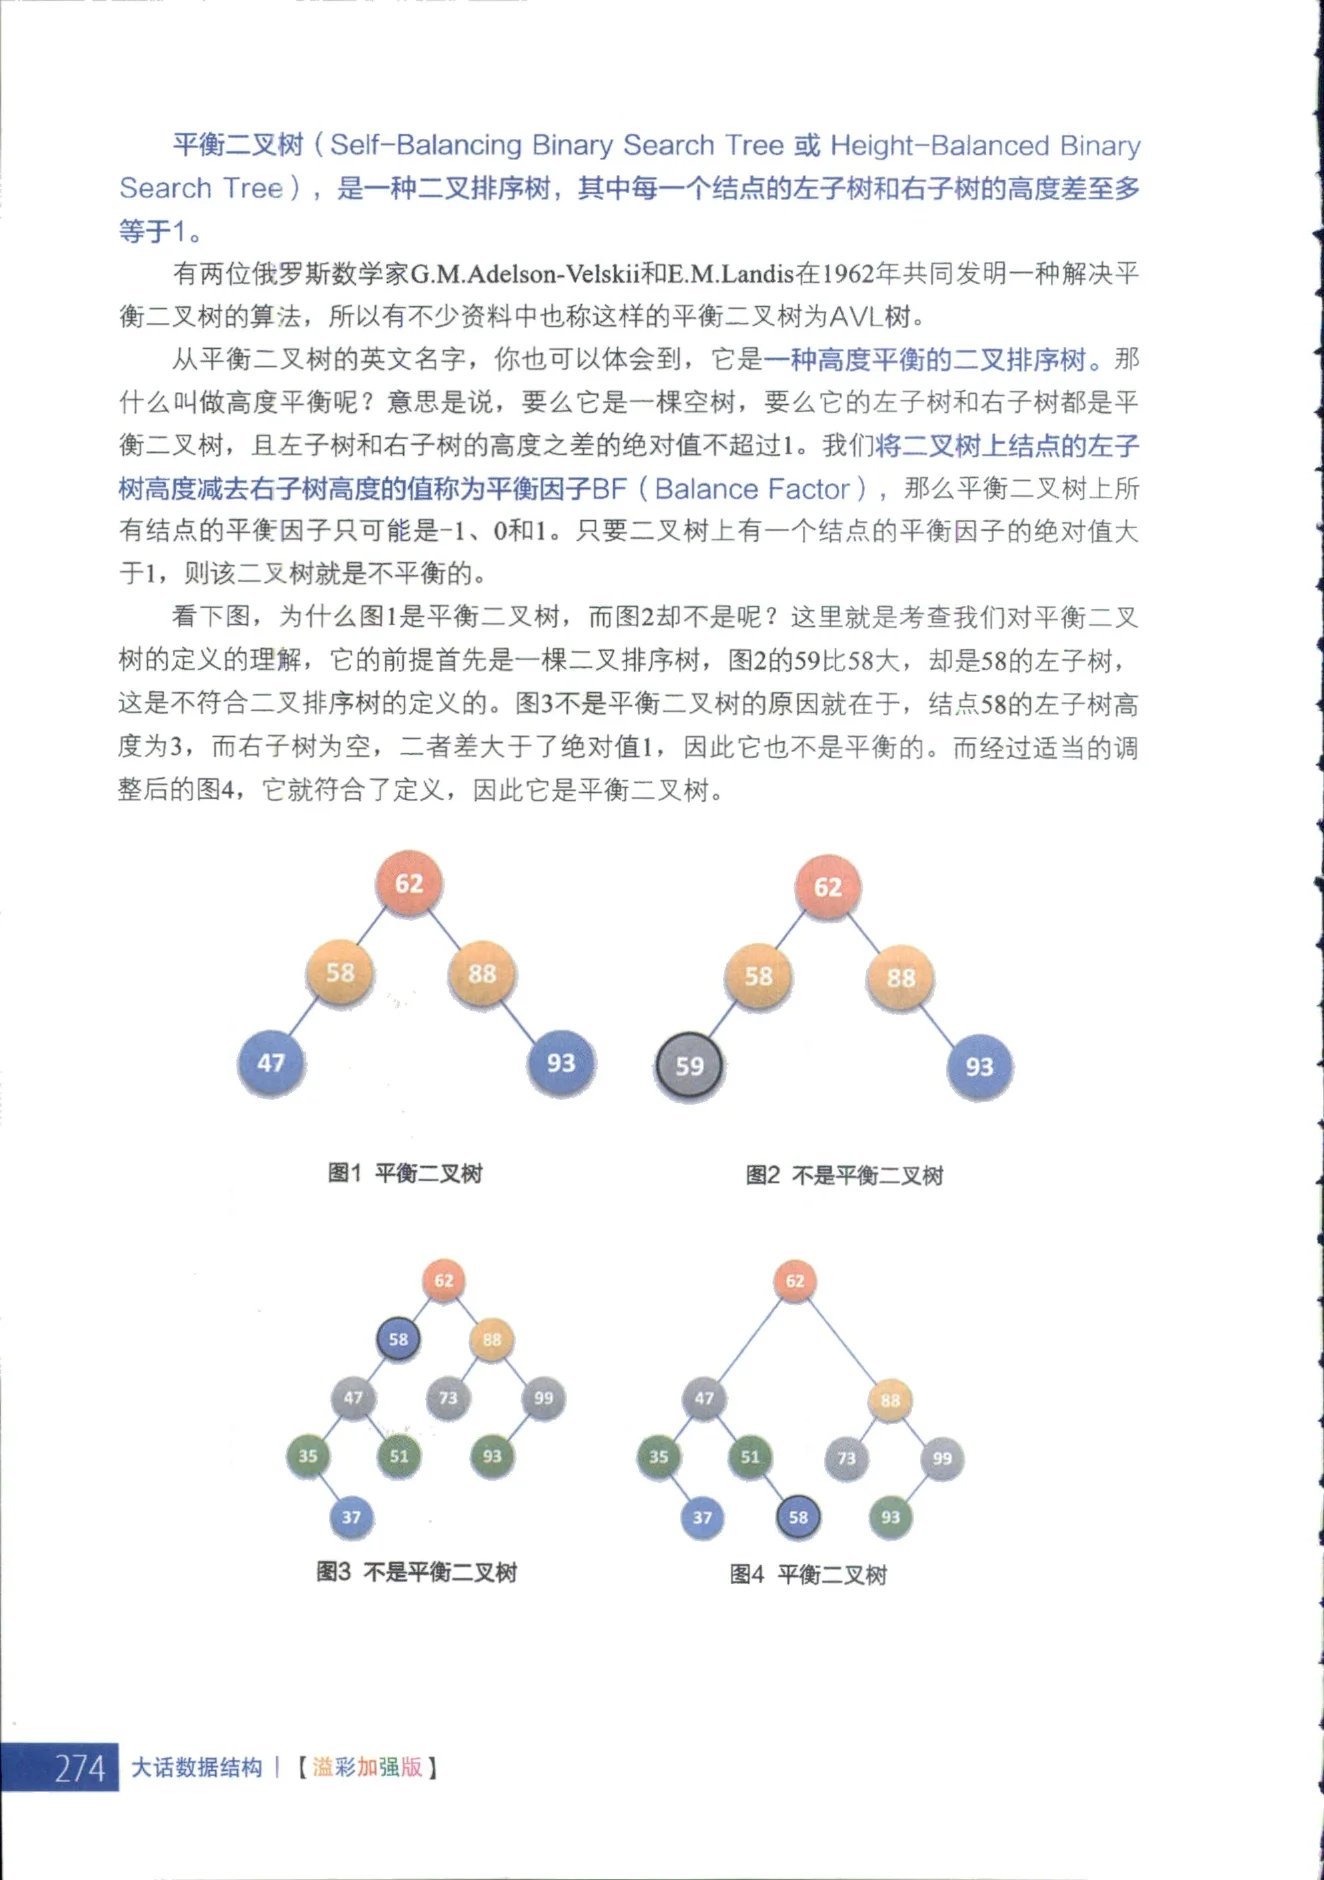 平衡二叉树（Self-Balancing Binary Search Tree 或 Height-Balanced Binary
Search Tree），是一种二叉排序树，其中每一个结点的左子树和右子树的高度差至多
等于1。
有两位俄罗斯数学家G.M.Adelson-Velskii和E.M.Landis在1962年共同发明一种解决平
衡二叉树的算法，所以有不少资料中也称这样的平衡二叉树为AVL树。
从平衡二叉树的英文名字，你也可以体会到，它是一种高度平衡的二叉排序树。那
什么叫做高度平衡呢？意思是说，要么它是一棵空树，要么它的左子树和右子树都是平
衡二叉树，且左子树和右子树的高度之差的绝对值不超过1。我们将二叉树上结点的左子
树高度减去右子树高度的值称为平衡因子BF（Balance Factor），那么平衡二叉树上所
有结点的平衡因子只可能是-1、0和1。只要二叉树上有一个结点的平衡因子的绝对值大
于1，则该二叉树就是不平衡的。
看下图，为什么图1是平衡二叉树，而图2却不是呢？这里就是考查我们对平衡二叉
树的定义的理解，它的前提首先是一棵二叉排序树，图2的59比58大，却是58的左子树，
这是不符合二叉排序树的定义的。图3不是平衡二叉树的原因就在于，结点58的左子树高
度为3，而右子树为空，二者差大于了绝对值1，因此它也不是平衡的。而经过适当的调
整后的图4，它就符合了定义，因此它是平衡二叉树。
62
58 88
47 93
图1 平衡二叉树
62
58 88
59 93
图2 不是平衡二叉树
62
58 88
47 73 99
35 51 93
37
图3 不是平衡二叉树
62
47 88
35 51 73 99
37 58 93
图4 平衡二叉树
274 大话数据结构 | 【溢彩加强版】